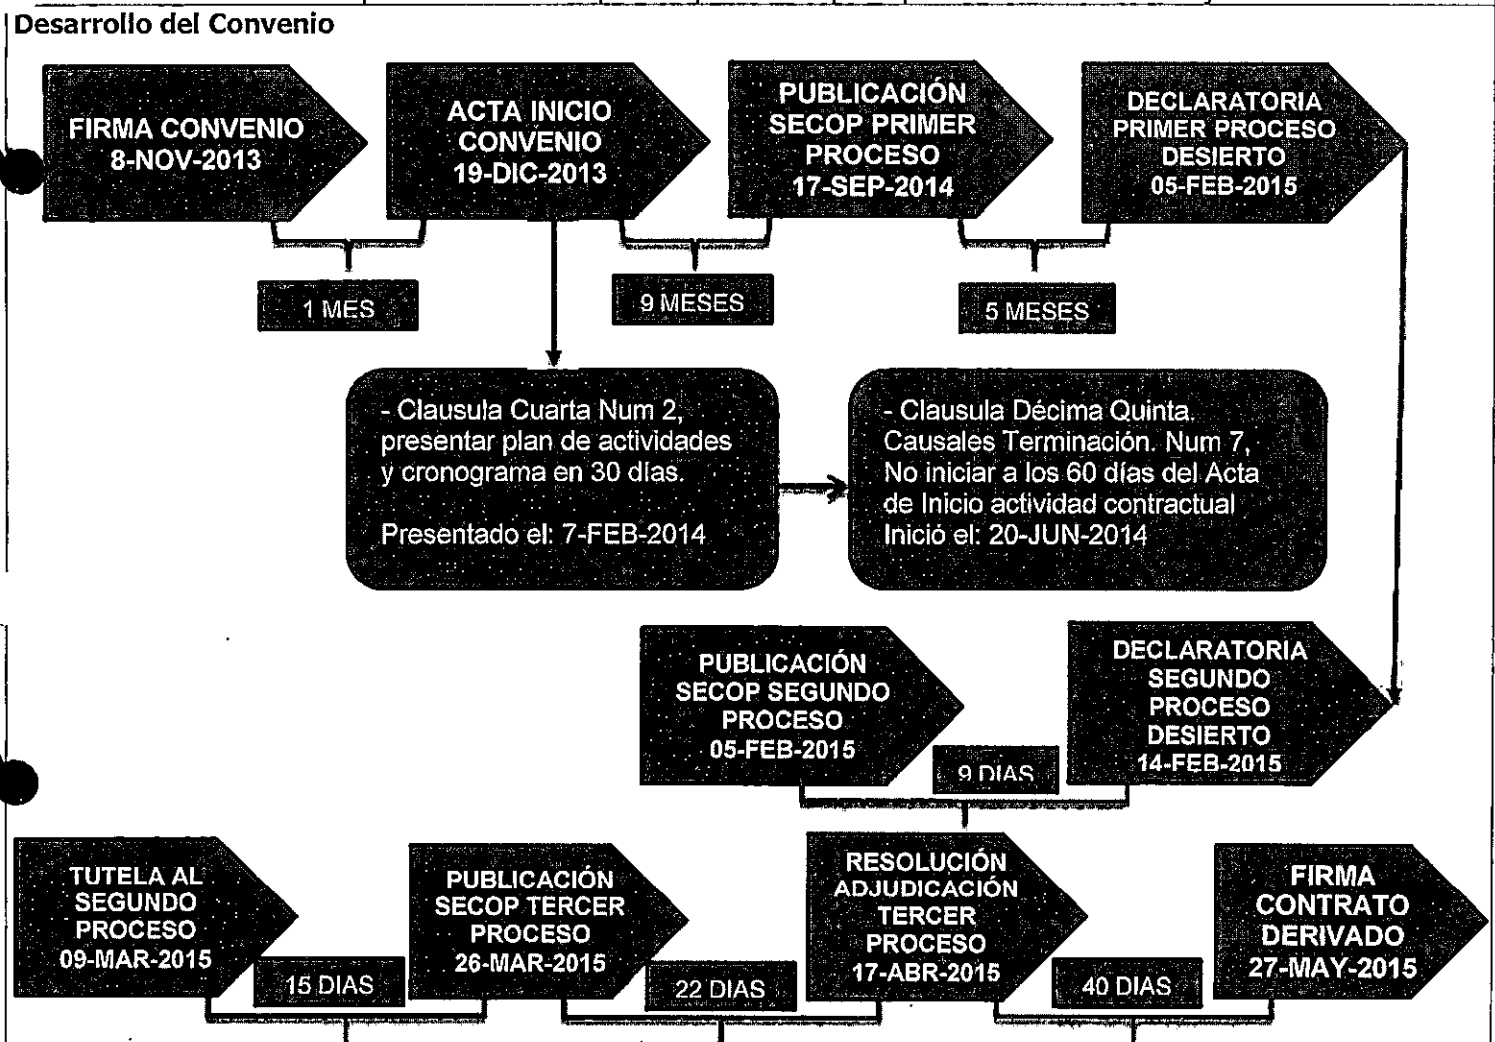 Desarrollo del Convenio
FIRMA CONVENIO
8-NOV-2013
ACTA INICIO
CONVENIO
19-DIC-2013
PUBLICACIÓN
SECOP PRIMER
PROCESO
17-SEP-2014
DECLARATORIA
PRIMER PROCESO
DESIERTO
05-FEB-2015
1 MES
9 MESES
5 MESES
- Clausula Cuarta Num 2,
presentar plan de actividades
y cronograma en 30 días.
Presentado el: 7-FEB-2014
- Clausula Décima Quinta.
Causales Terminación. Num 7,
No iniciar a los 60 días del Acta
de Inicio actividad contractual
Inició el: 20-JUN-2014
PUBLICACIÓN
SECOP SEGUNDO
PROCESO
05-FEB-2015
9 DIAS
DECLARATORIA
SEGUNDO
PROCESO
DESIERTO
14-FEB-2015
TUTELA AL
SEGUNDO
PROCESO
09-MAR-2015
15 DIAS
PUBLICACIÓN
SECOP TERCER
PROCESO
26-MAR-2015
22 DIAS
RESOLUCIÓN
ADJUDICACIÓN
TERCER
PROCESO
17-ABR-2015
40 DIAS
FIRMA
CONTRATO
DERIVADO
27-MAY-2015